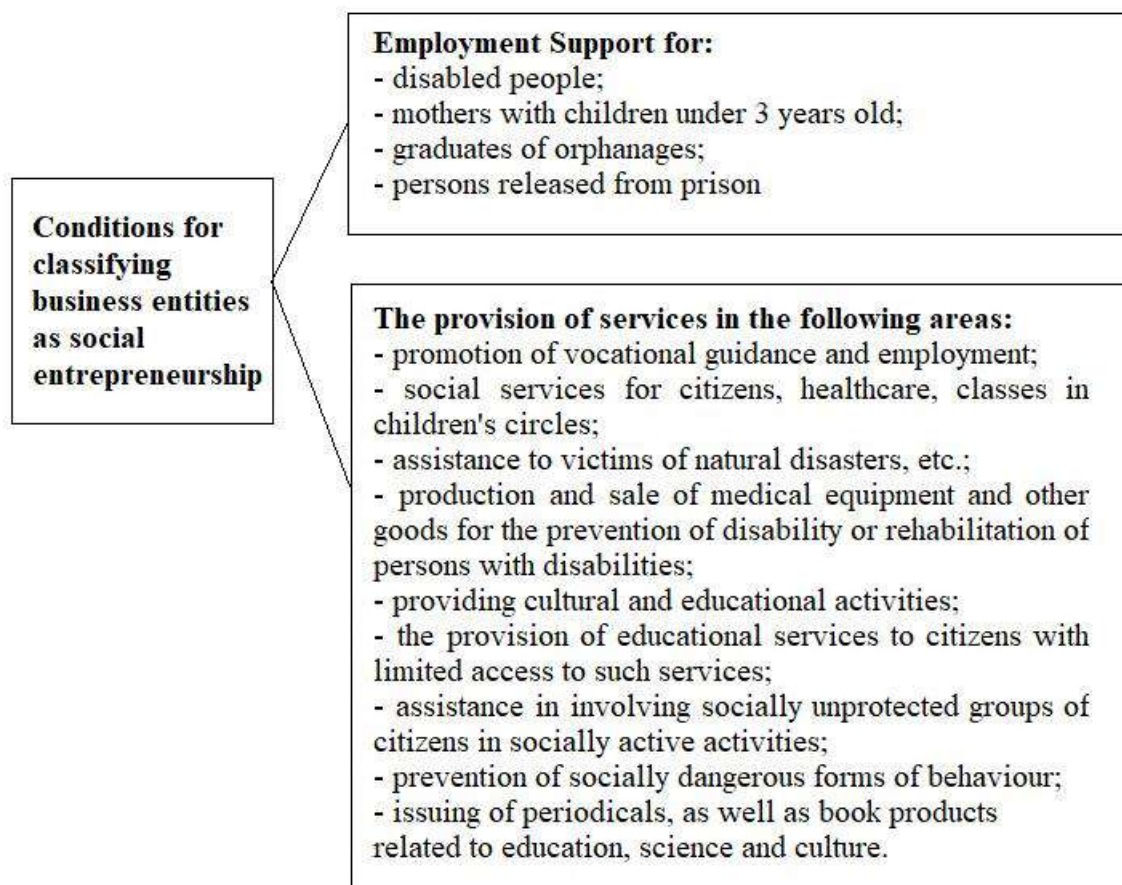 Conditions for
classifying
business entities
as social
entrepreneurship
Employment Support for:
- disabled people;
- mothers with children under 3 years old;
- graduates of orphanages;
- persons released from prison
The provision of services in the following areas:
- promotion of vocational guidance and employment;
- social services for citizens, healthcare, classes in
children's circles;
- assistance to victims of natural disasters, etc.;
- production and sale of medical equipment and other
goods for the prevention of disability or rehabilitation of
persons with disabilities;
- providing cultural and educational activities;
- the provision of educational services to citizens with
limited access to such services;
- assistance in involving socially unprotected groups of
citizens in socially active activities;
- prevention of socially dangerous forms of behaviour;
- issuing of periodicals, as well as book products
related to education, science and culture.